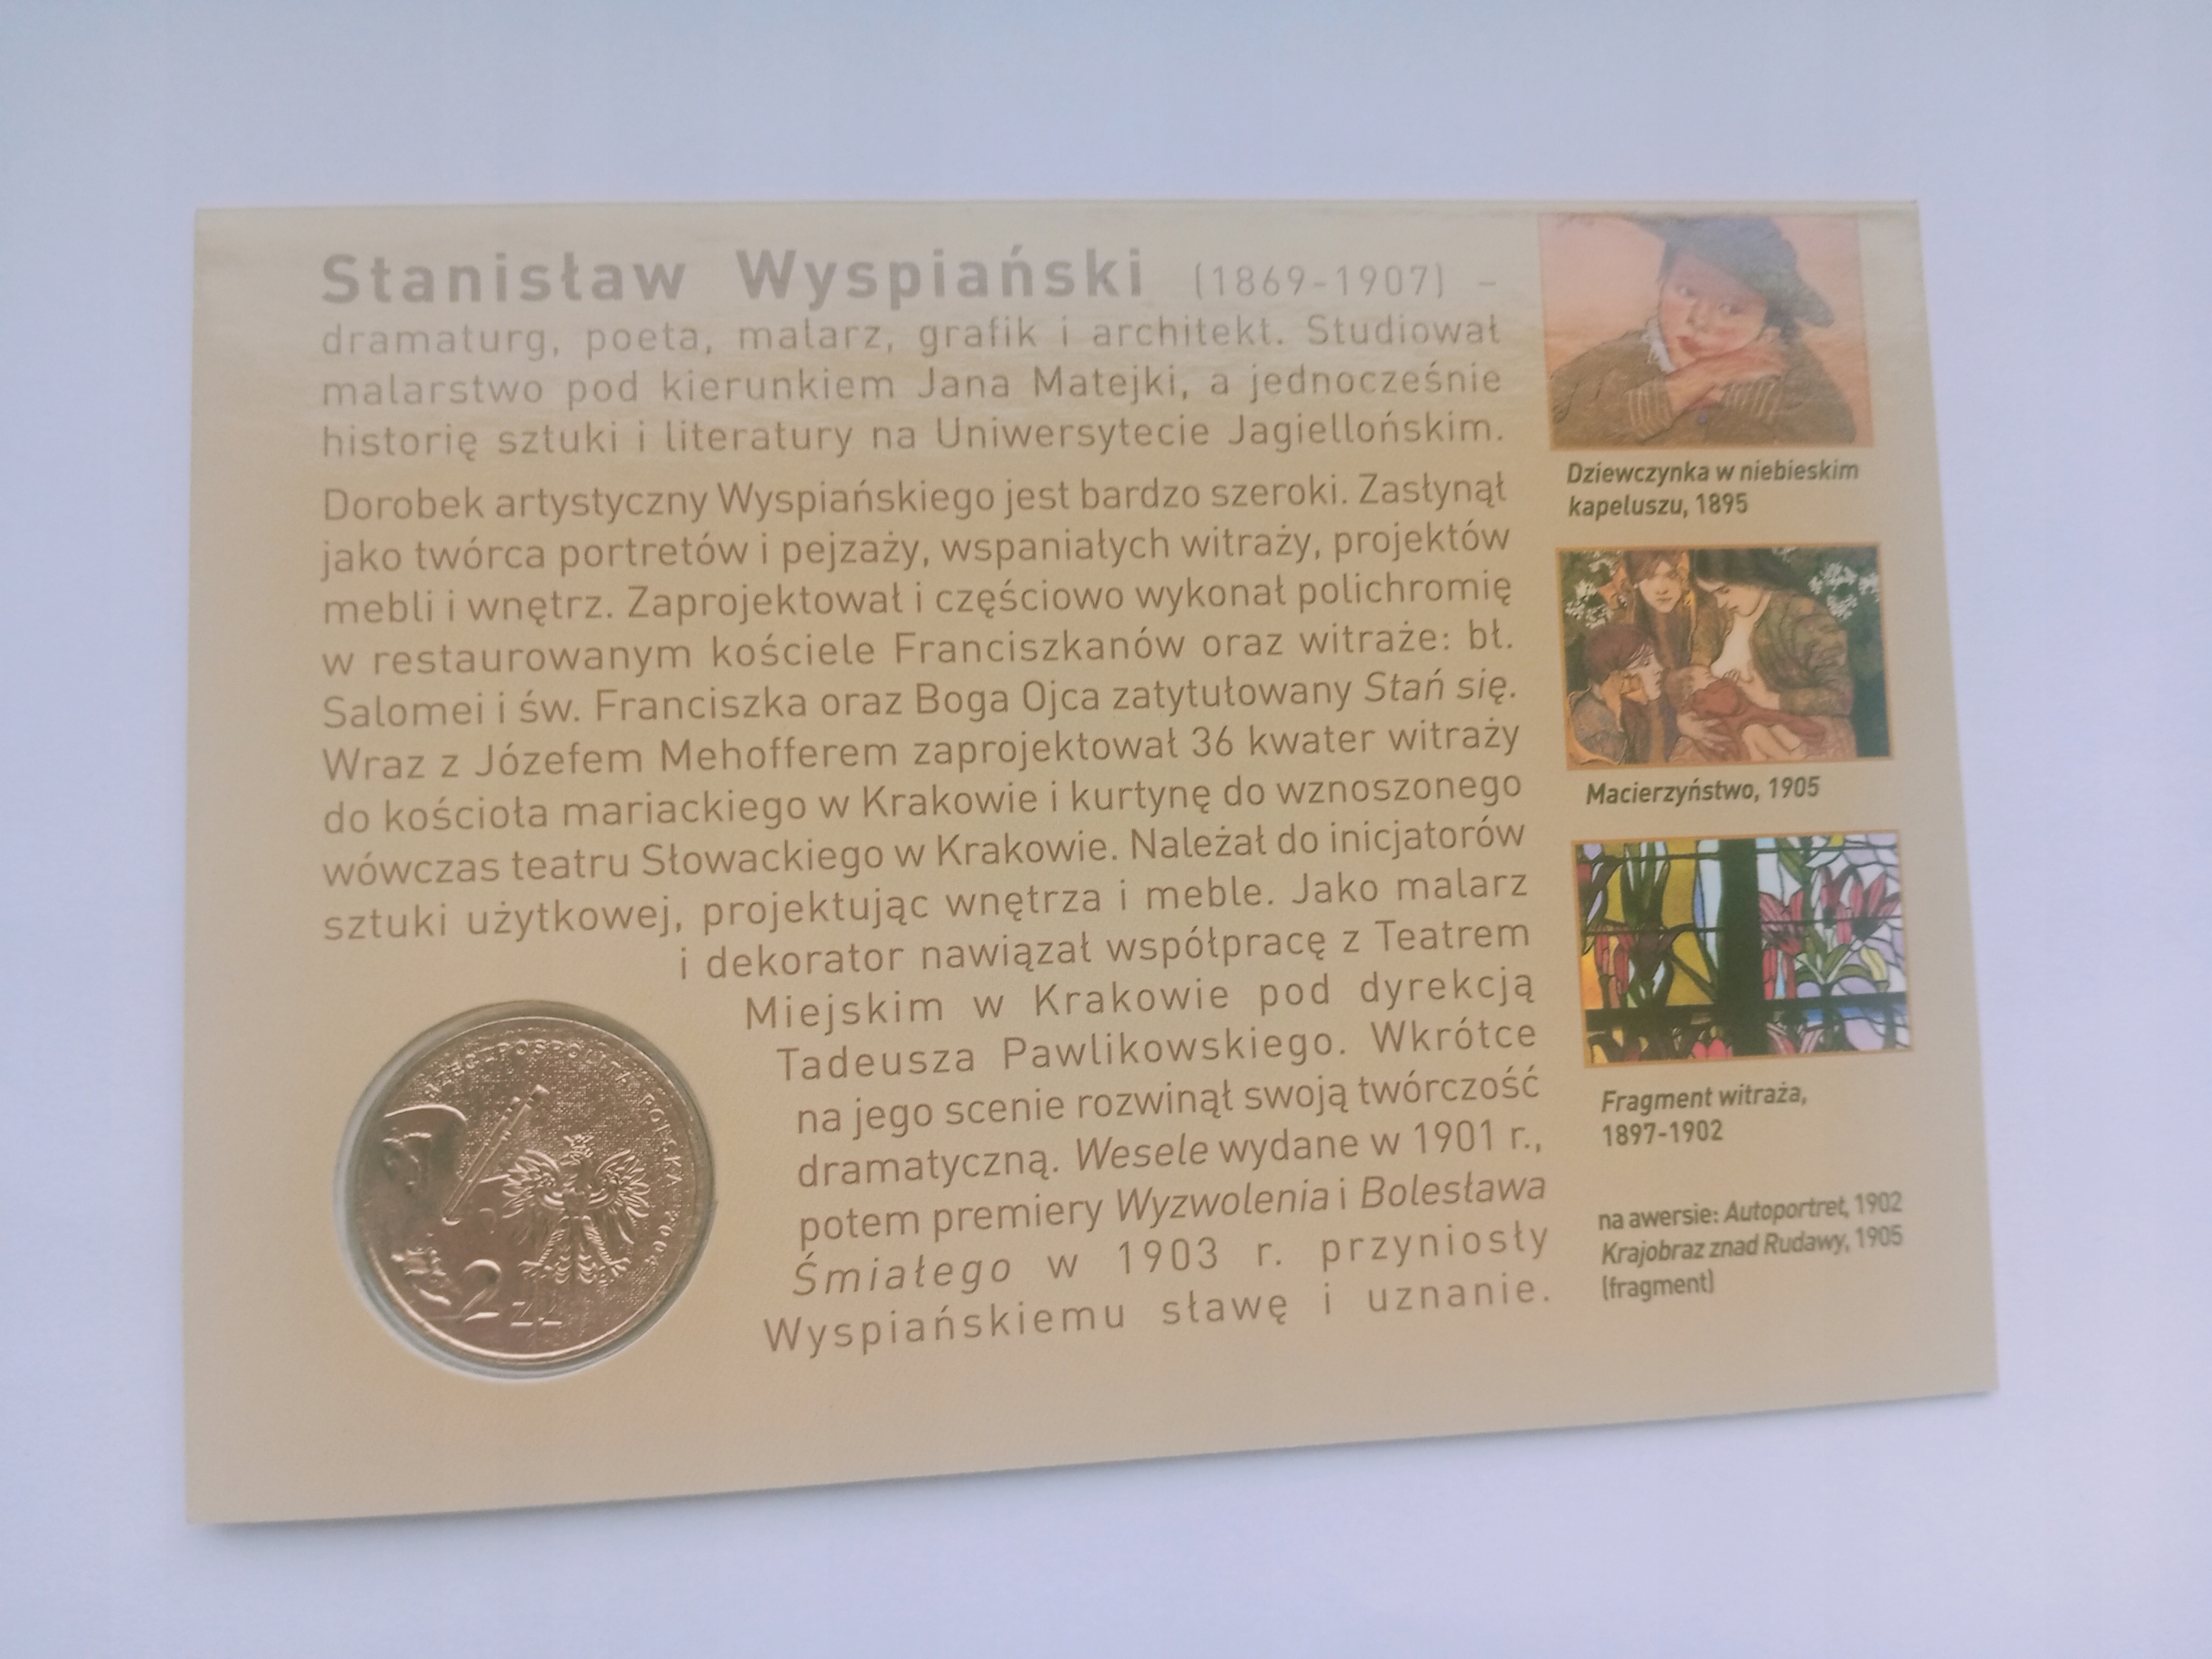 Stanisław Wyspiański (1869-1907) –
dramaturg, poeta, malarz, grafik i architekt. Studiował
malarstwo pod kierunkiem Jana Matejki, a jednocześnie
historię sztuki i literatury na Uniwersytecie Jagiellońskim.
Dorobek artystyczny Wyspiańskiego jest bardzo szeroki. Zasłynął
jako twórca portretów i pejzaży, wspaniałych witraży, projektów
mebli i wnętrz. Zaprojektował i częściowo wykonał polichromię
w restaurowanym kościele Franciszkanów oraz witraże: bł.
Salomei i św. Franciszka oraz Boga Ojca zatytułowany Stań się.
Wraz z Józefem Mehofferem zaprojektował 36 kwater witraży
do kościoła mariackiego w Krakowie i kurtynę do wznoszonego
wówczas teatru Słowackiego w Krakowie. Należał do inicjatorów
sztuki użytkowej, projektując wnętrza i meble. Jako malarz
i dekorator nawiązał współpracę z Teatrem
Miejskim w Krakowie pod dyrekcją
Tadeusza Pawlikowskiego. Wkrótce
na jego scenie rozwinął swoją twórczość
dramatyczną. Wesele wydane w 1901 r.,
potem premiery Wyzwolenia i Bolesława
Śmiałego w 1903 r. przyniosły
Wyspiańskiemu sławę i uznanie.
Dziewczynka w niebieskim
kapeluszu, 1895
Macierzyństwo, 1905
Fragment witraża,
1897-1902
na awersie: Autoportret, 1902
Krajobraz znad Rudawy, 1905
(fragment)
RZECZPOSPOLITA POLSKA 2004
2 ZŁ